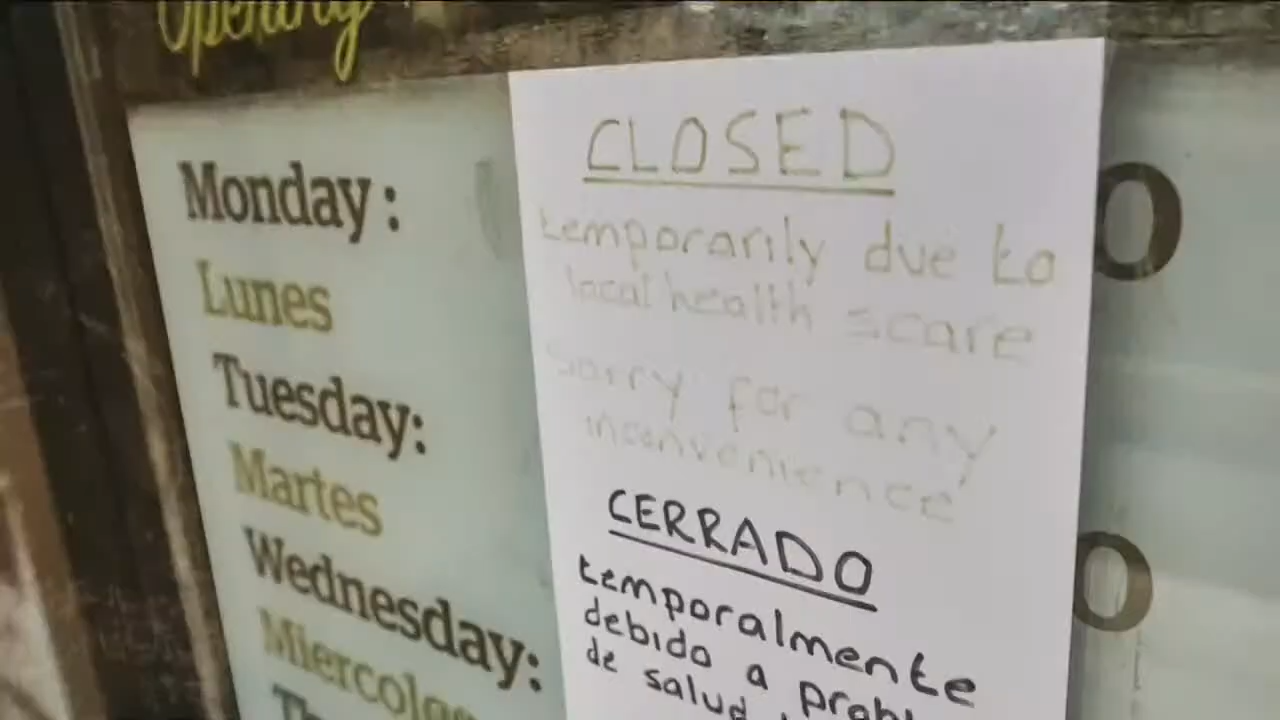 Opening
Monday:
Lunes
Tuesday:
Martes
Wednesday:
CLOSED
temporarily due to
local health scare
Sorry for any
inconvenience
CERRADO
temporalmente
debido a
de salud